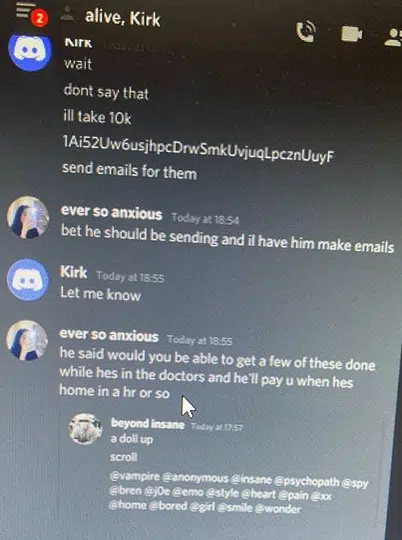 2
alive, Kirk
Kirk Today at
wait
dont say that
ill take 10k
1Ai52Uw6usjhpcDrwSmkUvjuqLpcznUuyF
send emails for them
ever so anxious Today at 18:54
bet he should be sending and il have him make emails
Kirk Today at 18:55
Let me know
ever so anxious Today at 18:55
he said would you be able to get a few of these done
while hes in the doctors and he'll pay u when hes
home in a hr or so
beyond insane Today at 17:57
a doll up
scroll
@vampire @anonymous @insane @psychopath @spy
@bren @j0e @emo @style @heart @pain @xx
@home @bored @girl @smile @wonder